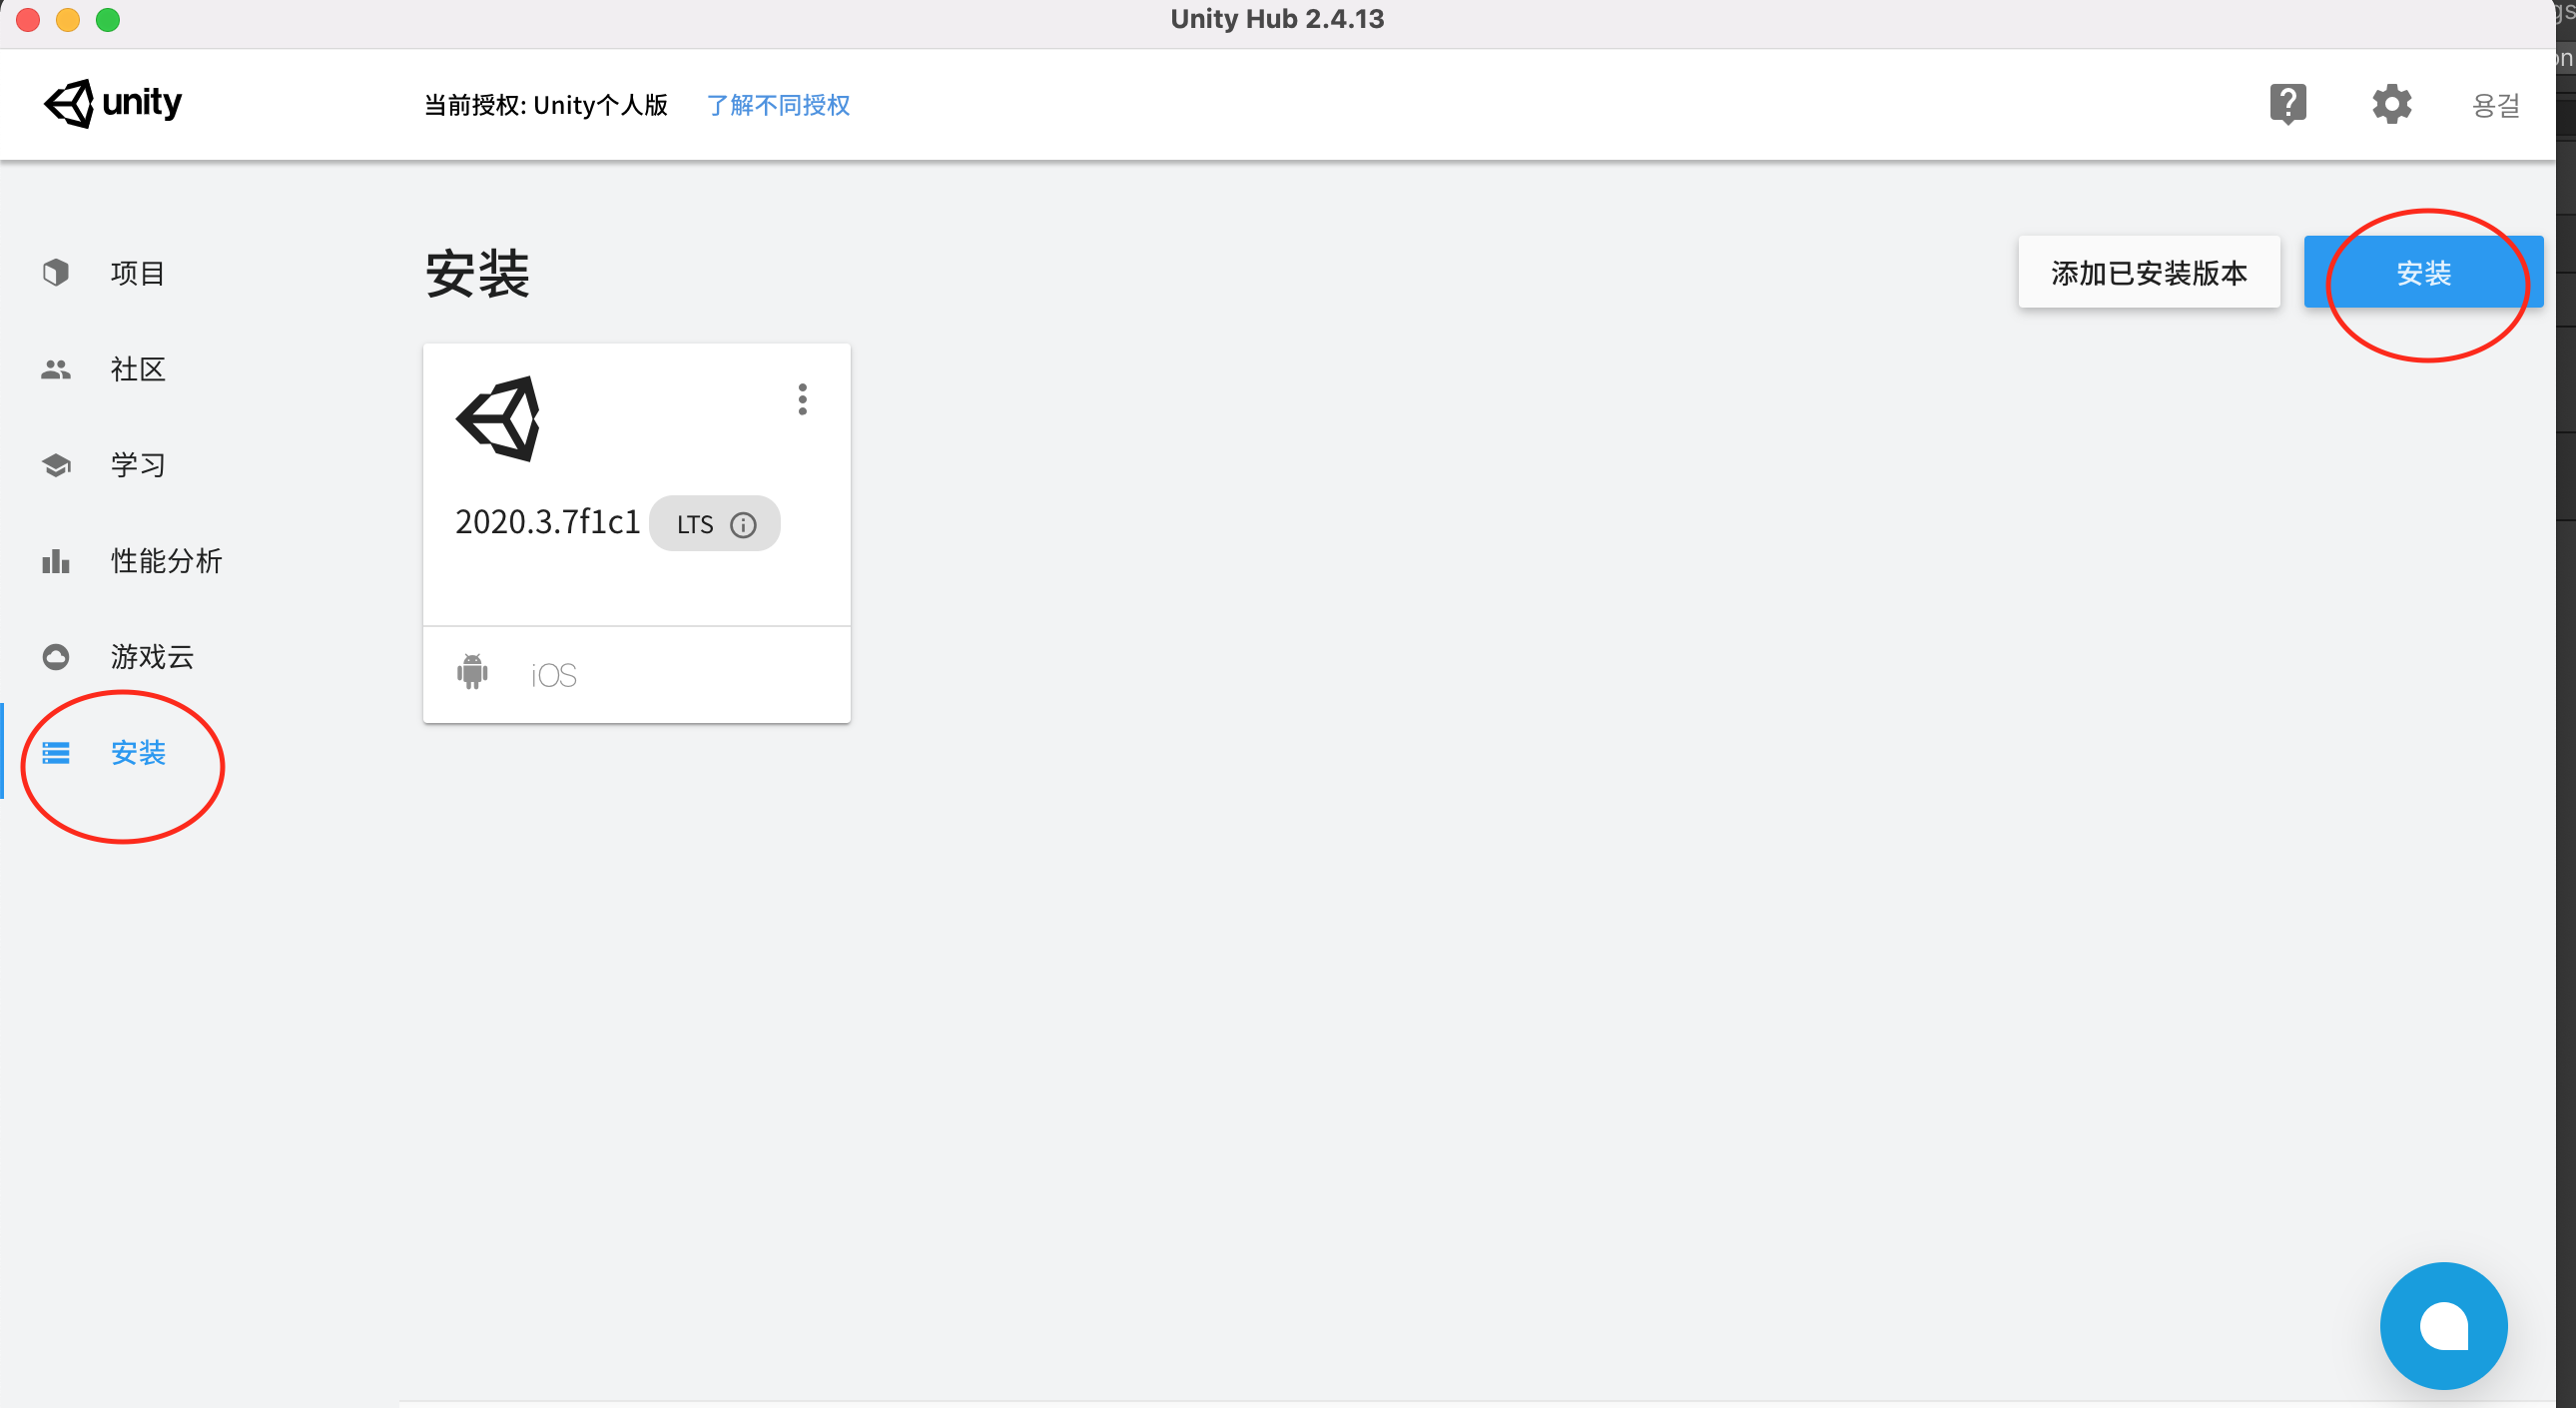 Unity Hub 2.4.13
unity
当前授权: Unity个人版 了解不同授权
용걸
项目
社区
学习
性能分析
游戏云
安装
安装
添加已安装版本
安装
2020.3.7f1c1 LTS
iOS